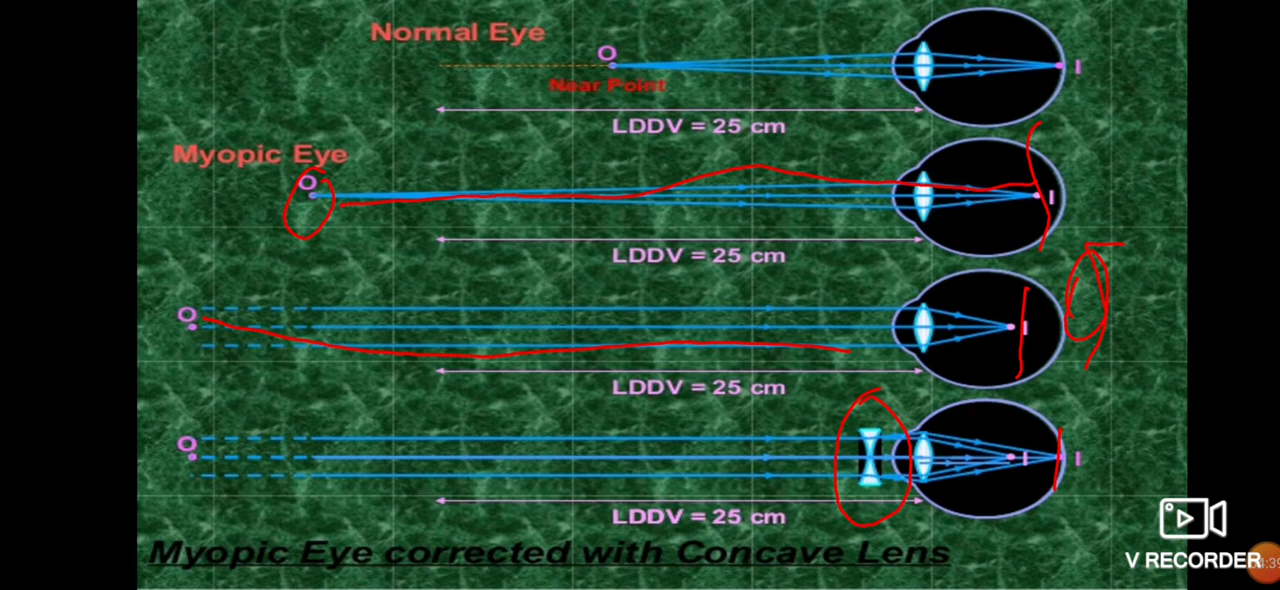 Normal Eye
O
I
Near Point
LDDV = 25 cm
Myopic Eye
O
I
LDDV = 25 cm
O
I
LDDV = 25 cm
O
I
I
LDDV = 25 cm
Myopic Eye corrected with Concave Lens
V RECORDER